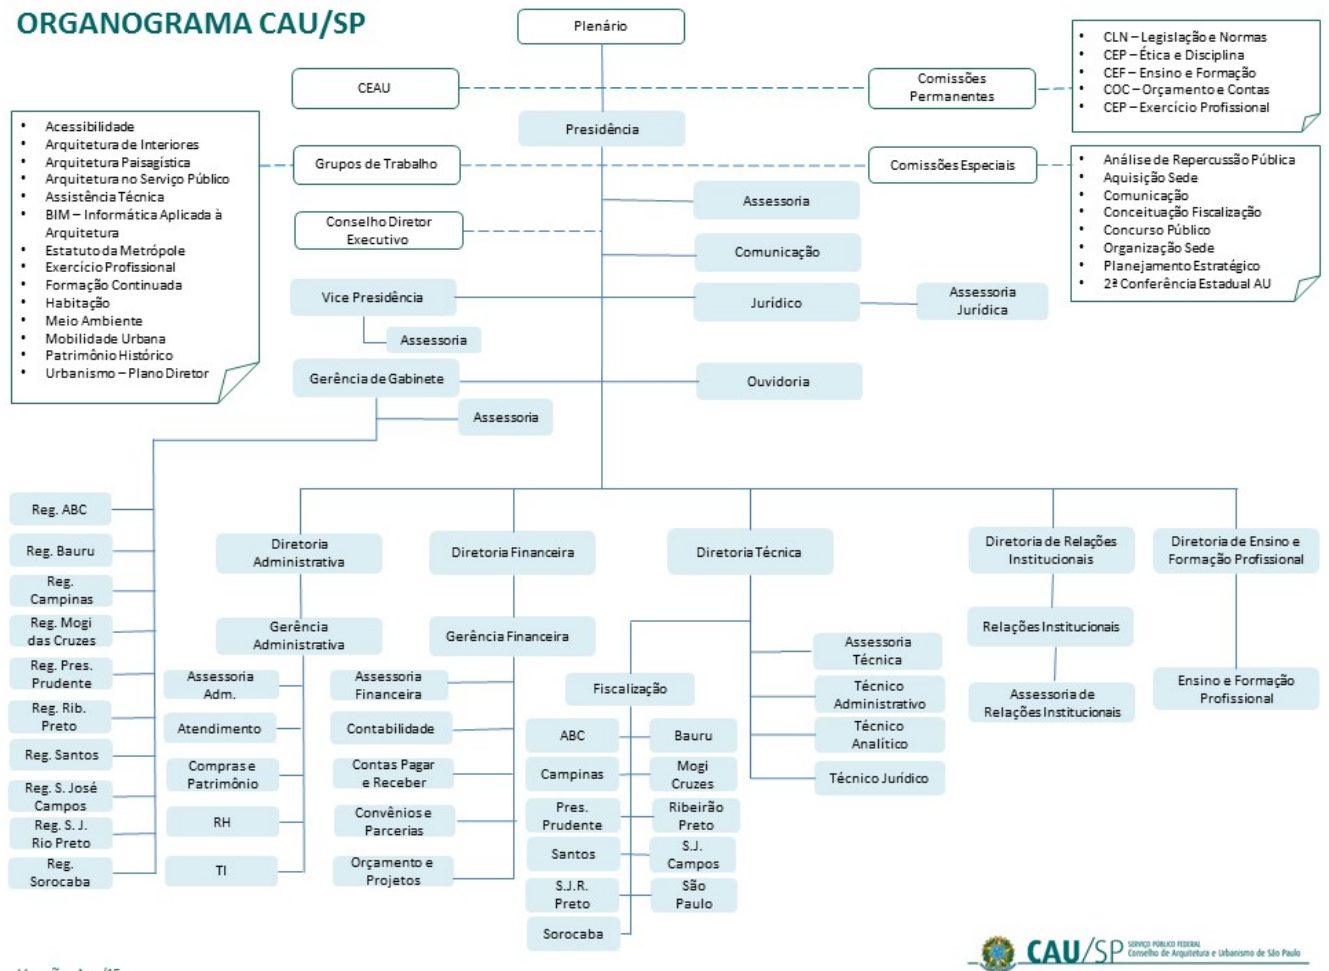 ORGANOGRAMA CAU/SP
Plenário
CEAU
Comissões
Permanentes
• CLN – Legislação e Normas
• CEP – Ética e Disciplina
• CEF – Ensino e Formação
• COC – Orçamento e Contas
• CEP – Exercício Profissional
Presidência
• Acessibilidade
• Arquitetura de Interiores
• Arquitetura Paisagística
• Arquitetura no Serviço Público
• Assistência Técnica
• BIM – Informática Aplicada à
Arquitetura
• Estatuto da Metrópole
• Exercício Profissional
• Formação Continuada
• Habitação
• Meio Ambiente
• Mobilidade Urbana
• Patrimônio Histórico
• Urbanismo – Plano Diretor
Grupos de Trabalho
Comissões Especiais
• Análise de Repercussão Pública
• Aquisição Sede
• Comunicação
• Conceituação Fiscalização
• Concurso Público
• Organização Sede
• Planejamento Estratégico
• 2ª Conferência Estadual AU
Assessoria
Conselho Diretor
Executivo
Comunicação
Vice Presidência
Jurídico
Assessoria
Jurídica
Assessoria
Gerência de Gabinete
Ouvidoria
Assessoria
Reg. ABC
Reg. Bauru
Reg.
Campinas
Reg. Mogi
das Cruzes
Reg. Pres.
Prudente
Reg. Rib.
Preto
Reg. Santos
Reg. S. José
Campos
Reg. S. J.
Rio Preto
Reg.
Sorocaba
Diretoria
Administrativa
Gerência
Administrativa
Assessoria
Adm.
Atendimento
Compras e
Patrimônio
RH
TI
Diretoria Financeira
Gerência Financeira
Assessoria
Financeira
Contabilidade
Contas Pagar
e Receber
Convênios e
Parcerias
Orçamento e
Projetos
Diretoria Técnica
Fiscalização
ABC
Bauru
Campinas
Mogi
Cruzes
Pres.
Prudente
Ribeirão
Preto
Santos
S.J.
Campos
S.J.R.
Preto
São
Paulo
Sorocaba
Assessoria
Técnica
Técnico
Administrativo
Técnico
Analítico
Técnico Jurídico
Diretoria de Relações
Institucionais
Relações Institucionais
Assessoria de
Relações Institucionais
Diretoria de Ensino e
Formação Profissional
Ensino e Formação
Profissional
CAU/SP
SERVIÇO PÚBLICO FEDERAL
Conselho de Arquitetura e Urbanismo de São Paulo